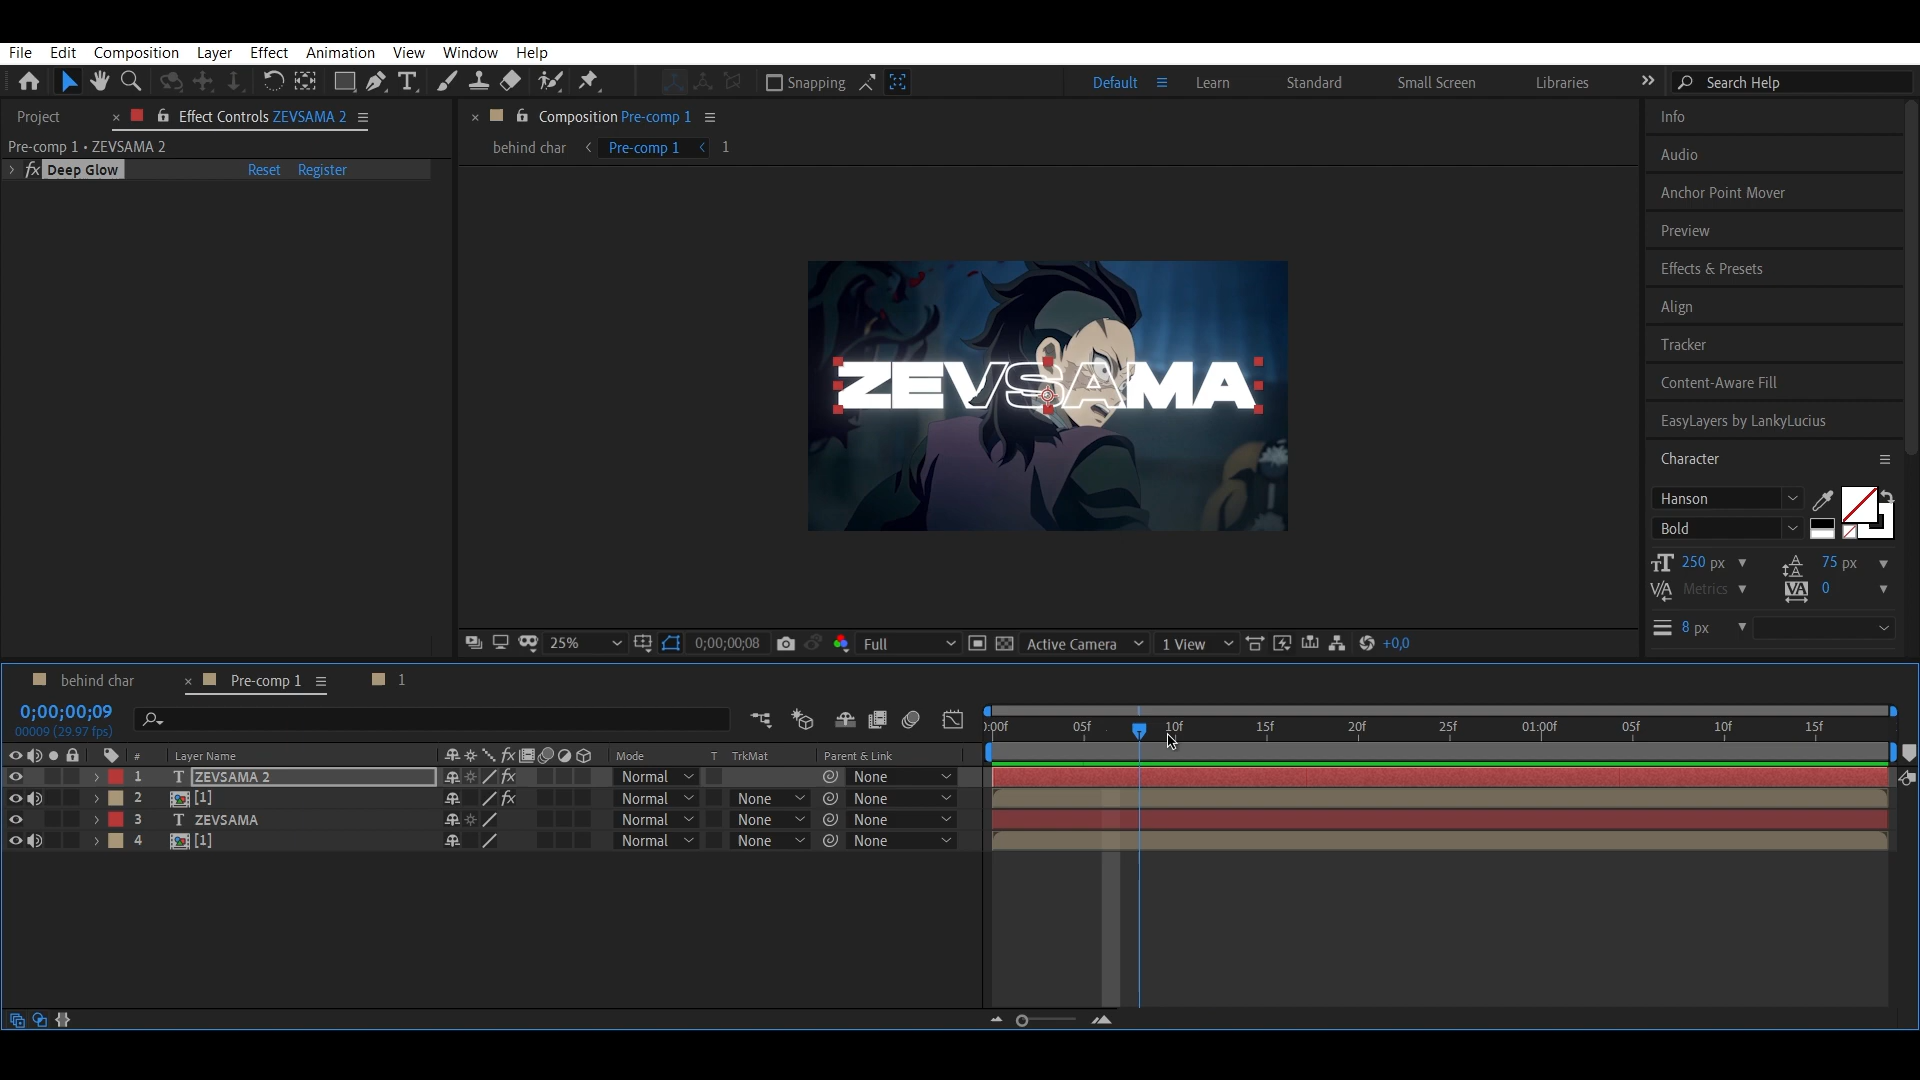 File Edit Composition Layer Effect Animation View Window Help
Snapping Default Learn Standard Small Screen Libraries Search Help
Project Effect Controls ZEVSAMA 2
Pre-comp 1 • ZEVSAMA 2
fx Deep Glow Reset Register
Composition Pre-comp 1
behind char Pre-comp 1 1
ZEVSAMA
25% 0;00;00;08 Full Active Camera 1 View +0,0
Info
Audio
Anchor Point Mover
Preview
Effects & Presets
Align
Tracker
Content-Aware Fill
EasyLayers by LankyLucius
Character
Hanson
Bold
250 px 75 px
Metrics 0
8 px
behind char Pre-comp 1 1
0;00;00;09
00009 (29.97 fps)
:00f 05f 10f 15f 20f 25f 01:00f 05f 10f 15f
# Layer Name Mode T TrkMat Parent & Link
1 T ZEVSAMA 2 fx Normal None
2 [1] fx Normal None None
3 T ZEVSAMA Normal None None
4 [1] Normal None None